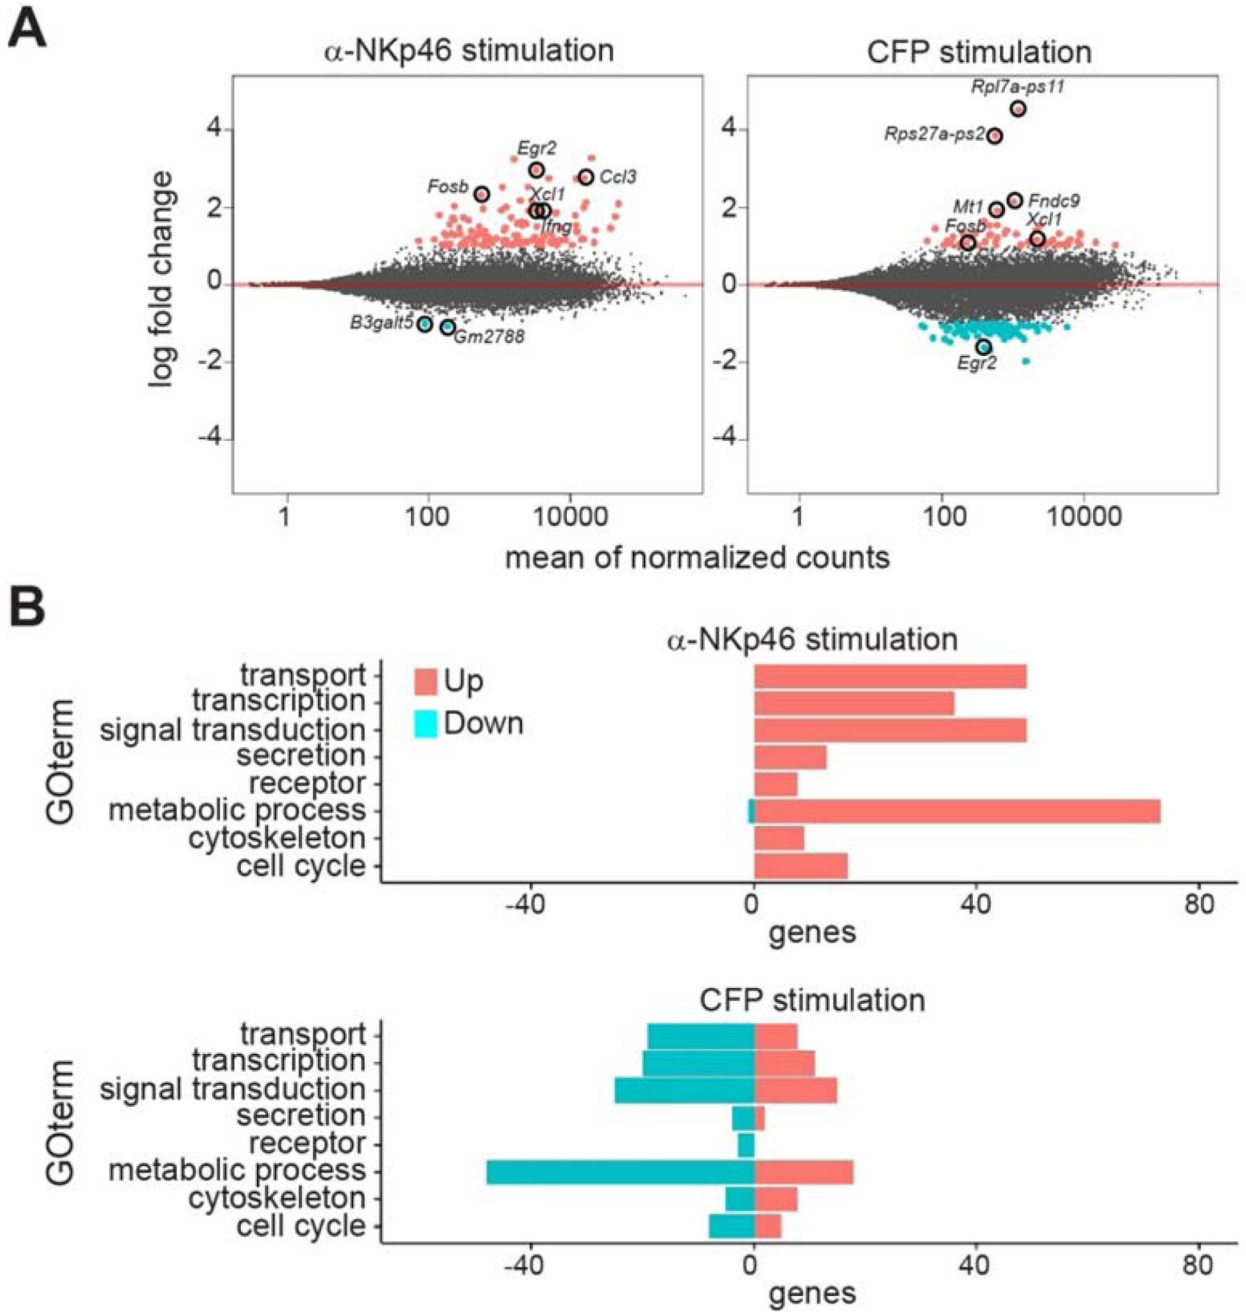 A
α-NKp46 stimulation
CFP stimulation
log fold change
4
2
0
-2
-4
Egr2
Fosb
Xcl1
Ccl3
Ifng
B3galt5
Gm2788
1
100
10000
4
2
0
-2
-4
Rpl7a-ps11
Rps27a-ps2
Mt1
Fndc9
Fosb
Xcl1
Egr2
1
100
10000
mean of normalized counts
B
α-NKp46 stimulation
GOterm
transport
transcription
signal transduction
secretion
receptor
metabolic process
cytoskeleton
cell cycle
Up
Down
-40
0
40
80
genes
CFP stimulation
GOterm
transport
transcription
signal transduction
secretion
receptor
metabolic process
cytoskeleton
cell cycle
-40
0
40
80
genes